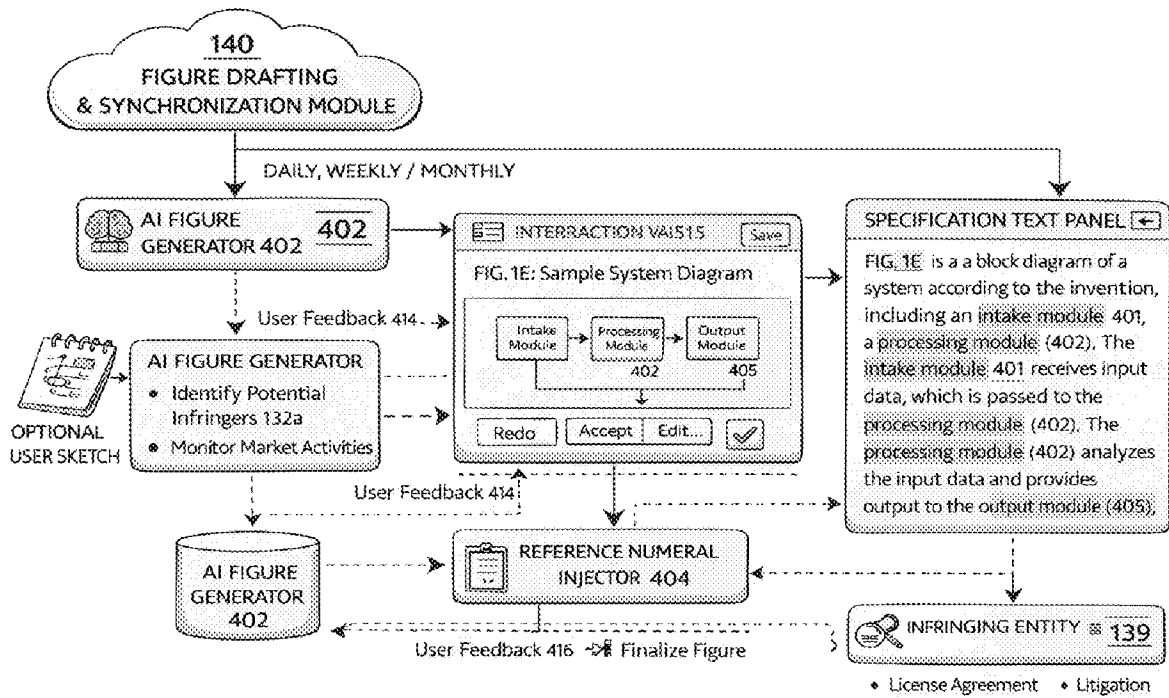 140
FIGURE DRAFTING
& SYNCHRONIZATION MODULE
DAILY, WEEKLY / MONTHLY
AI FIGURE
GENERATOR 402
402
INTERRACTION VAI515
Save
FIG. 1E: Sample System Diagram
Intake
Module
Processing
Module
402
Output
Module
405
Redo
Accept
Edit...
SPECIFICATION TEXT PANEL
FIG. 1E is a a block diagram of a
system according to the invention,
including an intake module 401,
a processing module (402). The
intake module 401 receives input
data, which is passed to the
processing module (402). The
processing module (402) analyzes
the input data and provides
output to the output module (405),
User Feedback 414
OPTIONAL
USER SKETCH
AI FIGURE GENERATOR
• Identify Potential
Infringers 132a
• Monitor Market Activities
User Feedback 414
AI FIGURE
GENERATOR
402
REFERENCE NUMERAL
INJECTOR 404
User Feedback 416
Finalize Figure
INFRINGING ENTITY
139
• License Agreement
• Litigation